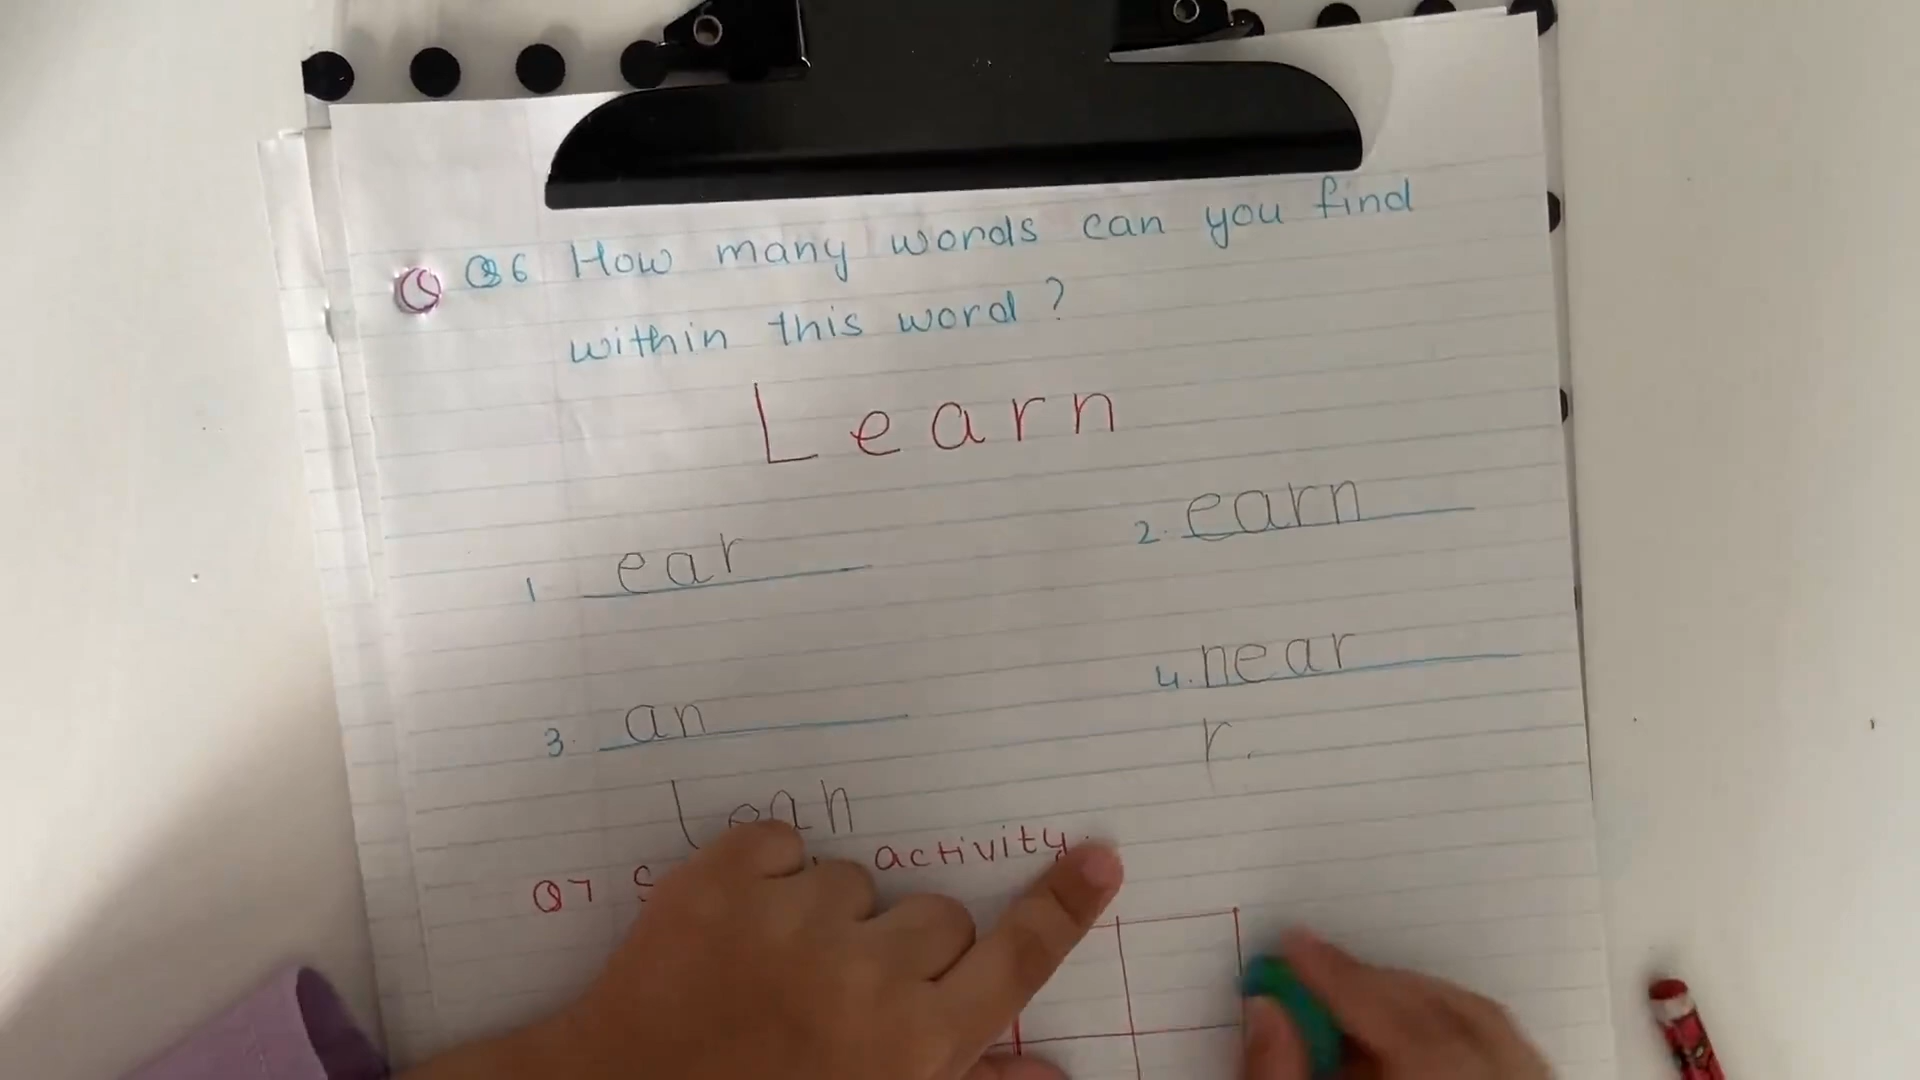 Q6 How many words can you find
within this word ?
Learn
1 ear
2. earn
3. an
4. near
r.
lean
Q7 activity.